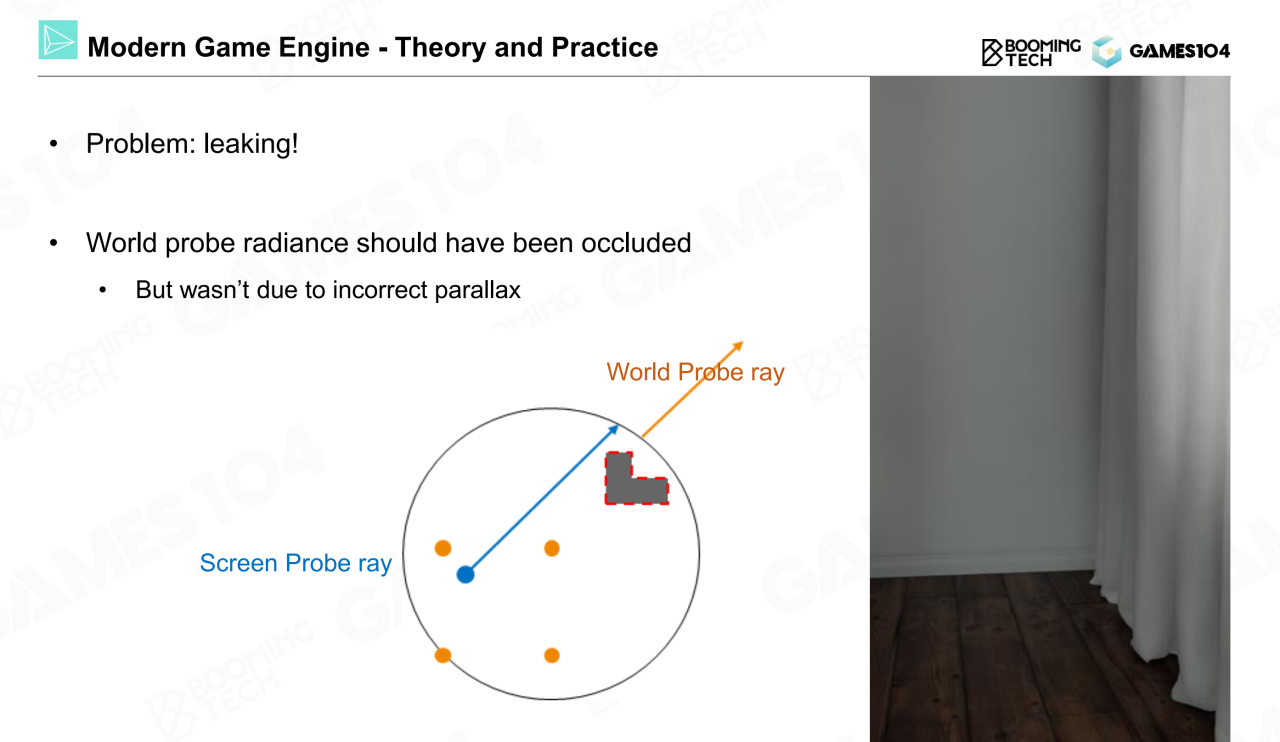 Modern Game Engine - Theory and Practice
BOOMING
TECH
GAMES104
• Problem: leaking!
• World probe radiance should have been occluded
• But wasn’t due to incorrect parallax
World Probe ray
Screen Probe ray